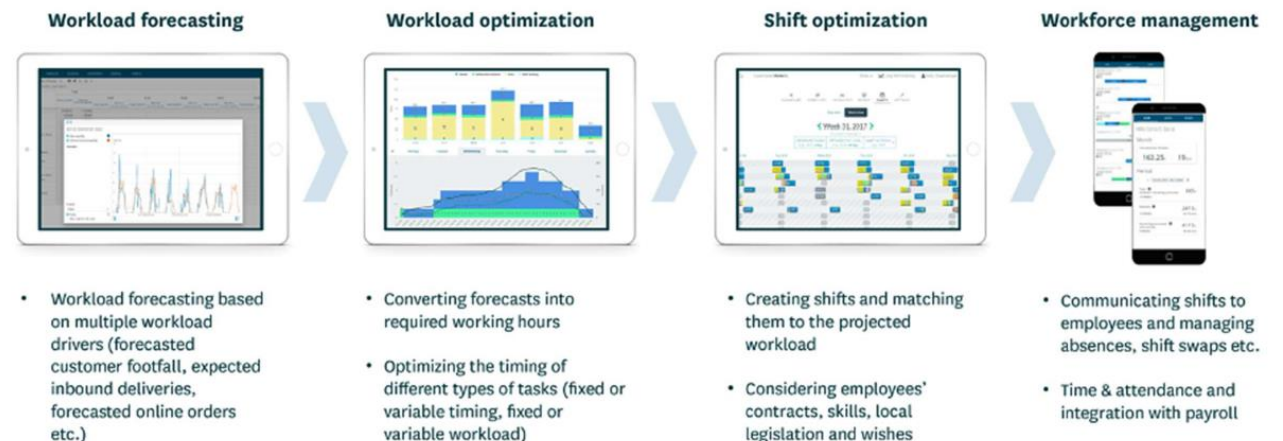 Workload forecasting
Workload optimization
Shift optimization
Workforce management
Week 31, 2017
162.25
• Workload forecasting based
on multiple workload
drivers (forecasted
customer footfall, expected
inbound deliveries,
forecasted online orders
etc.)
• Converting forecasts into
required working hours
• Optimizing the timing of
different types of tasks (fixed or
variable timing, fixed or
variable workload)
• Creating shifts and matching
them to the projected
workload
• Considering employees'
contracts, skills, local
legislation and wishes
• Communicating shifts to
employees and managing
absences, shift swaps etc.
• Time & attendance and
integration with payroll